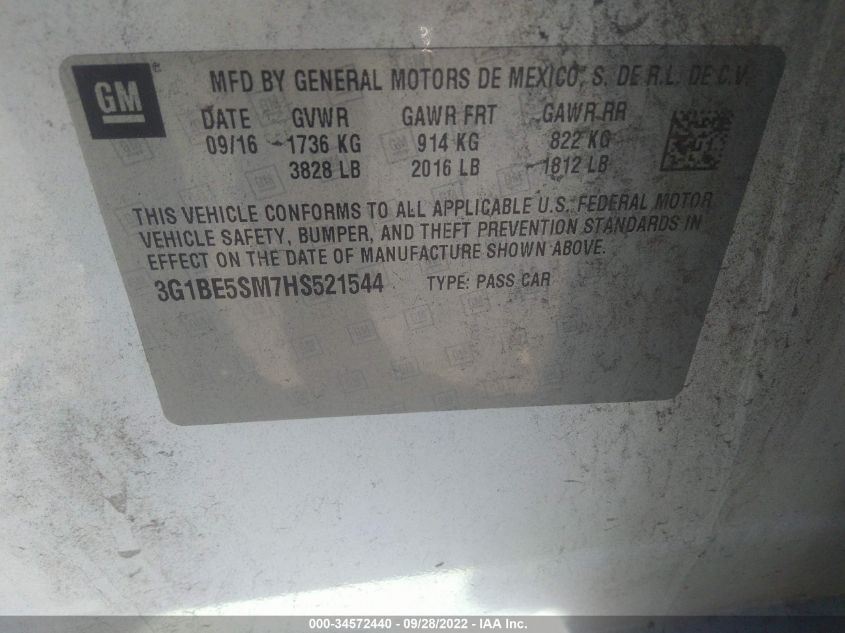 GM
MFD BY GENERAL MOTORS DE MEXICO, S. DE R.L. DE C.V.
DATE GVWR GAWR FRT GAWR RR
09/16 1736 KG 914 KG 822 KG
3828 LB 2016 LB 1812 LB
THIS VEHICLE CONFORMS TO ALL APPLICABLE U.S. FEDERAL MOTOR
VEHICLE SAFETY, BUMPER, AND THEFT PREVENTION STANDARDS IN
EFFECT ON THE DATE OF MANUFACTURE SHOWN ABOVE.
3G1BE5SM7HS521544 TYPE: PASS CAR
000-34572440 - 09/28/2022 - IAA Inc.